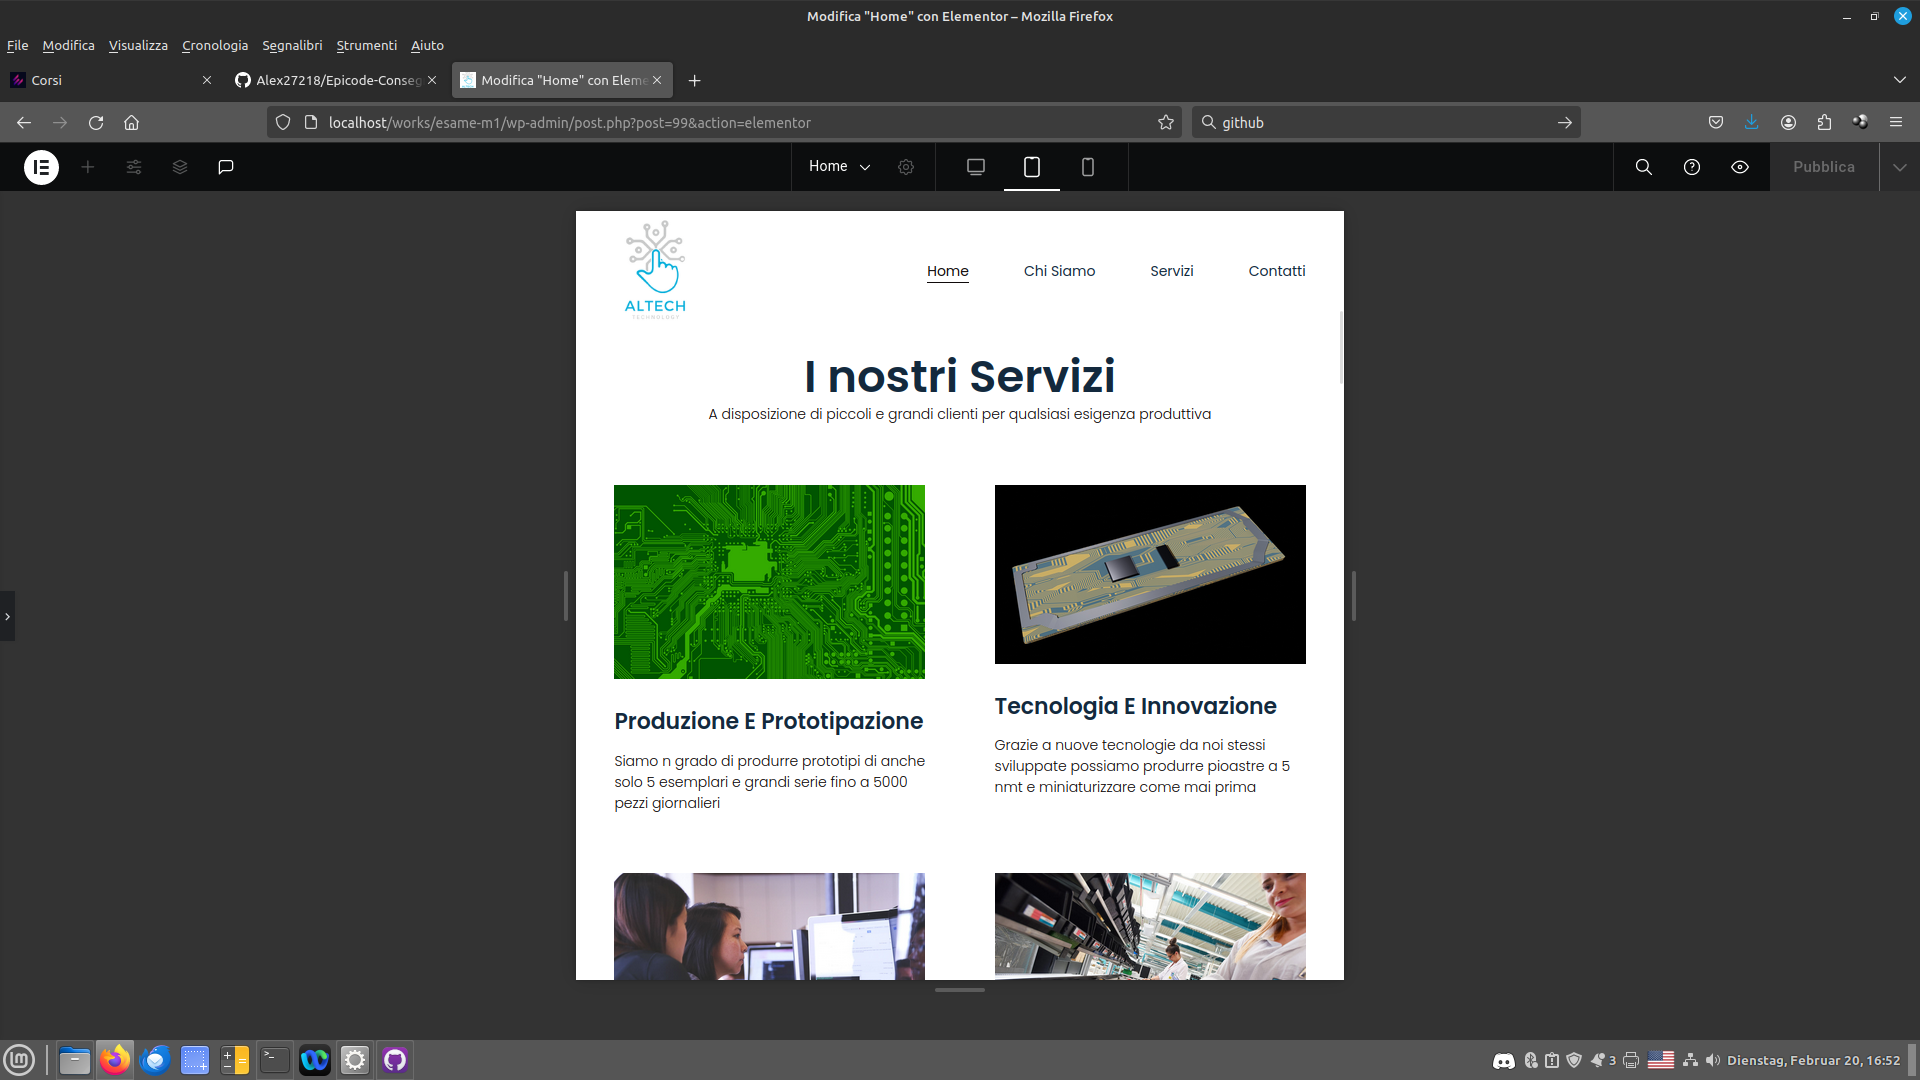 Modifica "Home" con Elementor – Mozilla Firefox
File Modifica Visualizza Cronologia Segnalibri Strumenti Aiuto
Corsi
Alex27218/Epicode-Conseg
Modifica "Home" con Eleme
localhost/works/esame-m1/wp-admin/post.php?post=99&action=elementor
github
Home
Pubblica
ALTECH
TECHNOLOGY
Home Chi Siamo Servizi Contatti
I nostri Servizi
A disposizione di piccoli e grandi clienti per qualsiasi esigenza produttiva
Produzione E Prototipazione
Siamo n grado di produrre prototipi di anche
solo 5 esemplari e grandi serie fino a 5000
pezzi giornalieri
Tecnologia E Innovazione
Grazie a nuove tecnologie da noi stessi
sviluppate possiamo produrre pioastre a 5
nmt e miniaturizzare come mai prima
3
Dienstag, Februar 20, 16:52